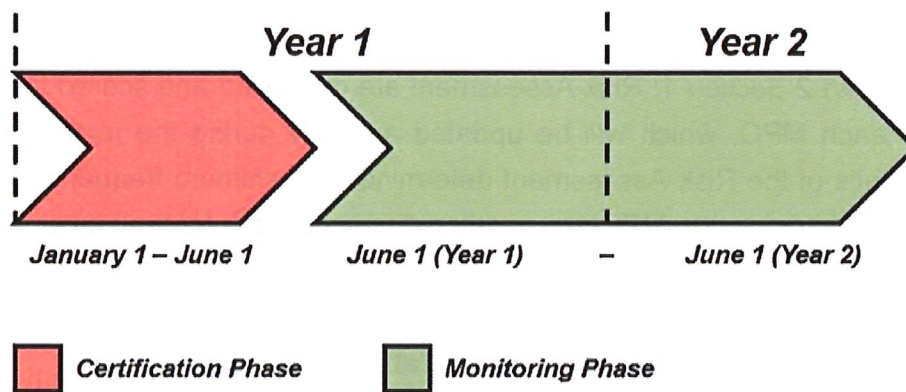 Year 1 Year 2
January 1 – June 1 June 1 (Year 1) – June 1 (Year 2)
Certification Phase Monitoring Phase